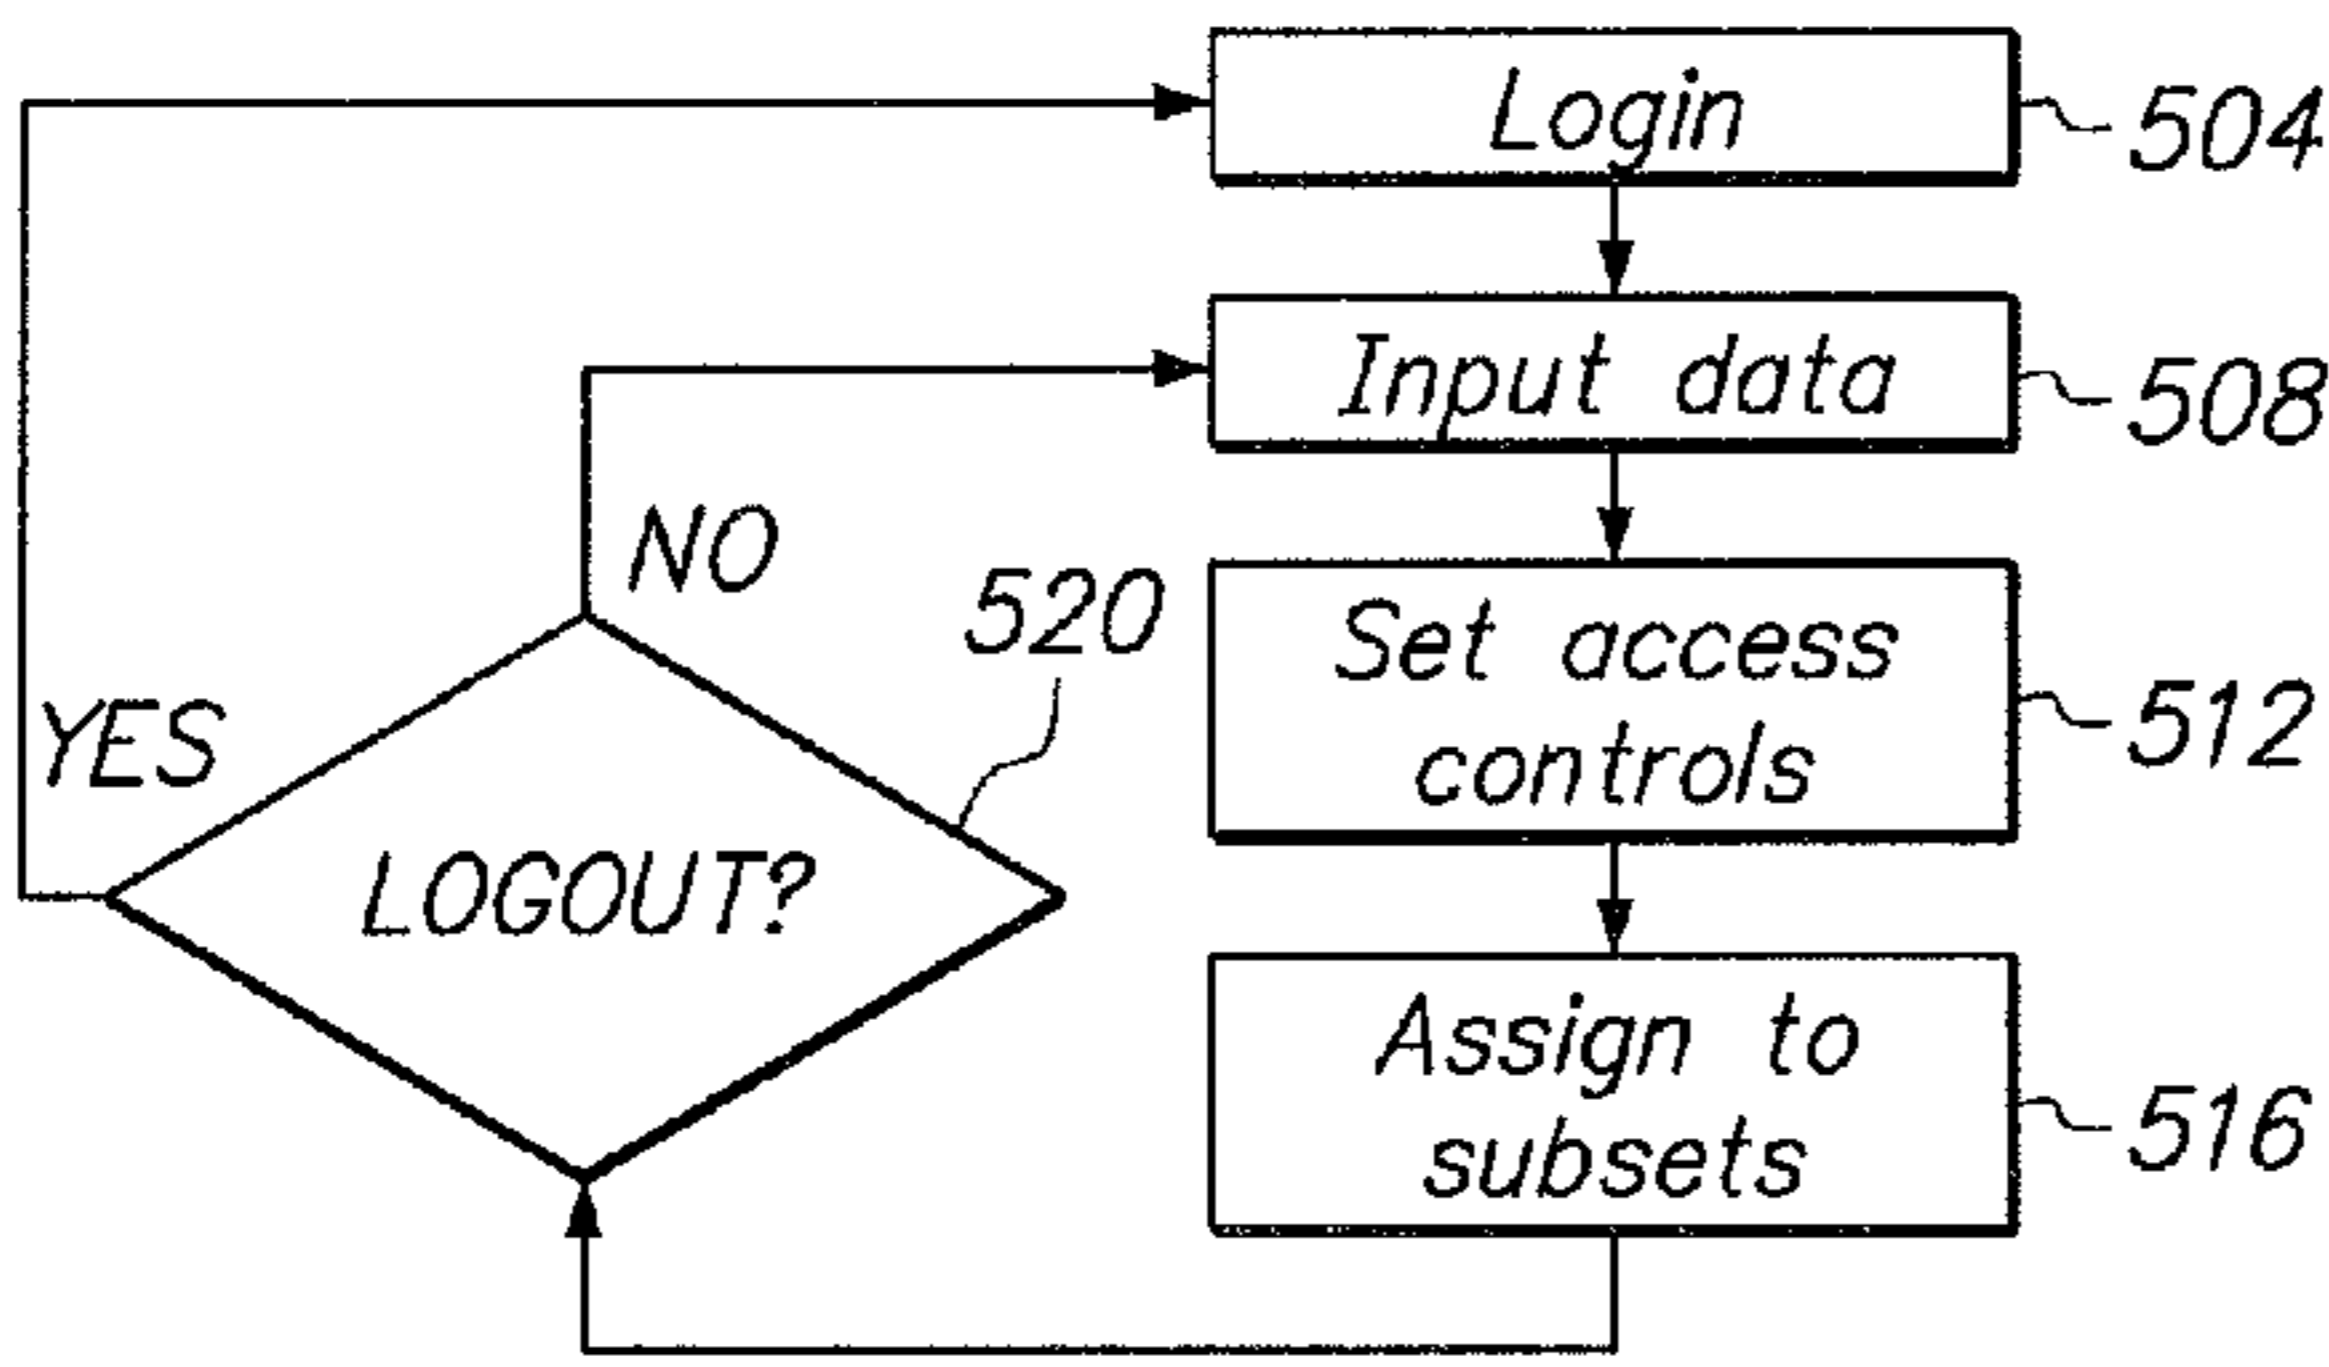 Login
504
Input data
508
NO
520
Set access
controls
512
YES
LOGOUT?
Assign to
subsets
516